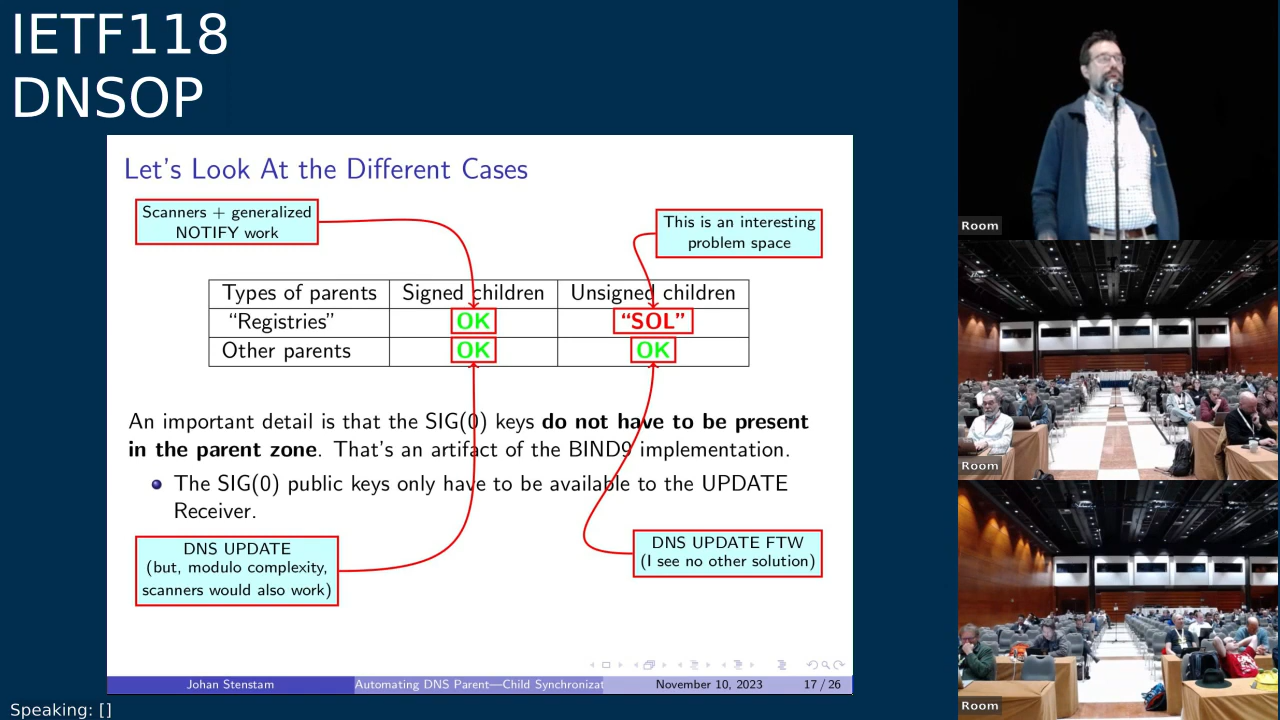 IETF118
DNSOP
Let's Look At the Different Cases
Scanners + generalized
NOTIFY work
This is an interesting
problem space
Types of parents Signed children Unsigned children
“Registries” OK “SOL”
Other parents OK OK
An important detail is that the SIG(0) keys do not have to be present
in the parent zone. That's an artifact of the BIND9 implementation.
The SIG(0) public keys only have to be available to the UPDATE
Receiver.
DNS UPDATE
(but, modulo complexity,
scanners would also work)
DNS UPDATE FTW
(I see no other solution)
Johan Stenstam Automating DNS Parent—Child Synchronizat November 10, 2023 17 / 26
Speaking: []
Room
Room
Room